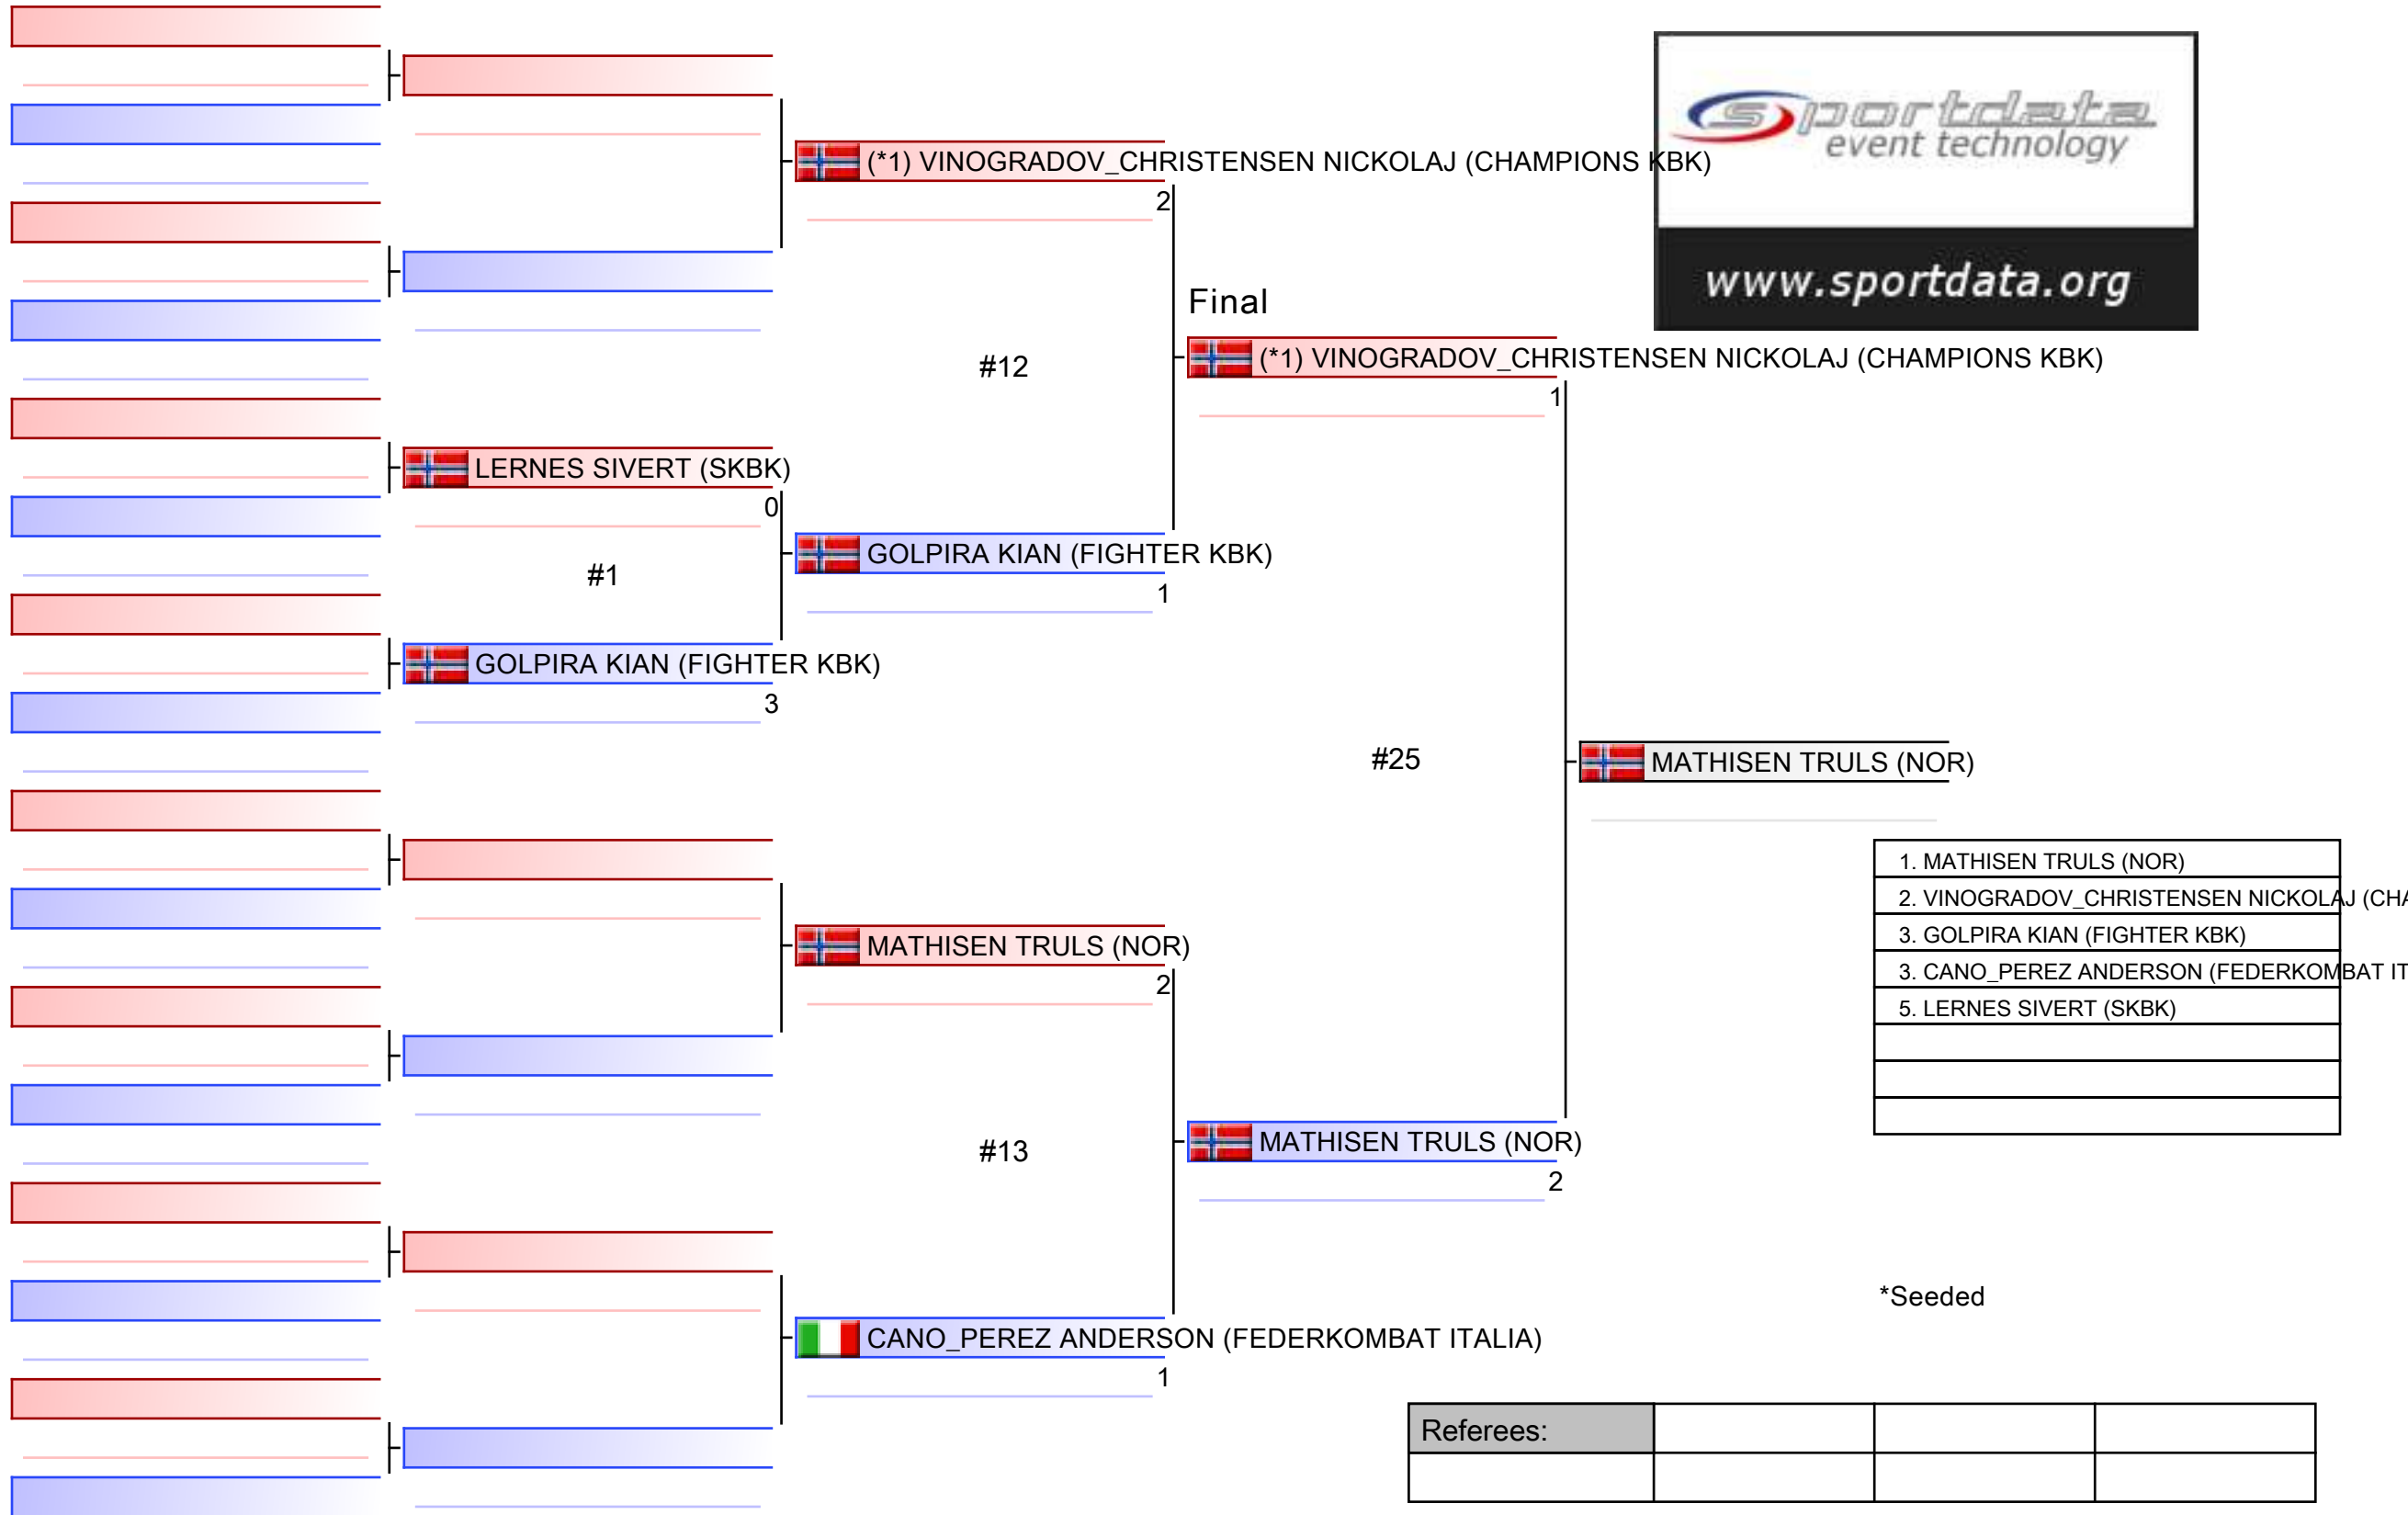 sportdata
event technology
www.sportdata.org
(*1) VINOGRADOV_CHRISTENSEN NICKOLAJ (CHAMPIONS KBK)
2
Final
#12
(*1) VINOGRADOV_CHRISTENSEN NICKOLAJ (CHAMPIONS KBK)
1
LERNES SIVERT (SKBK)
0
#1
GOLPIRA KIAN (FIGHTER KBK)
1
GOLPIRA KIAN (FIGHTER KBK)
3
#25
MATHISEN TRULS (NOR)
1. MATHISEN TRULS (NOR)
2. VINOGRADOV_CHRISTENSEN NICKOLAJ (CHA
3. GOLPIRA KIAN (FIGHTER KBK)
3. CANO_PEREZ ANDERSON (FEDERKOMBAT IT
5. LERNES SIVERT (SKBK)
MATHISEN TRULS (NOR)
2
#13
MATHISEN TRULS (NOR)
2
*Seeded
CANO_PEREZ ANDERSON (FEDERKOMBAT ITALIA)
1
Referees: